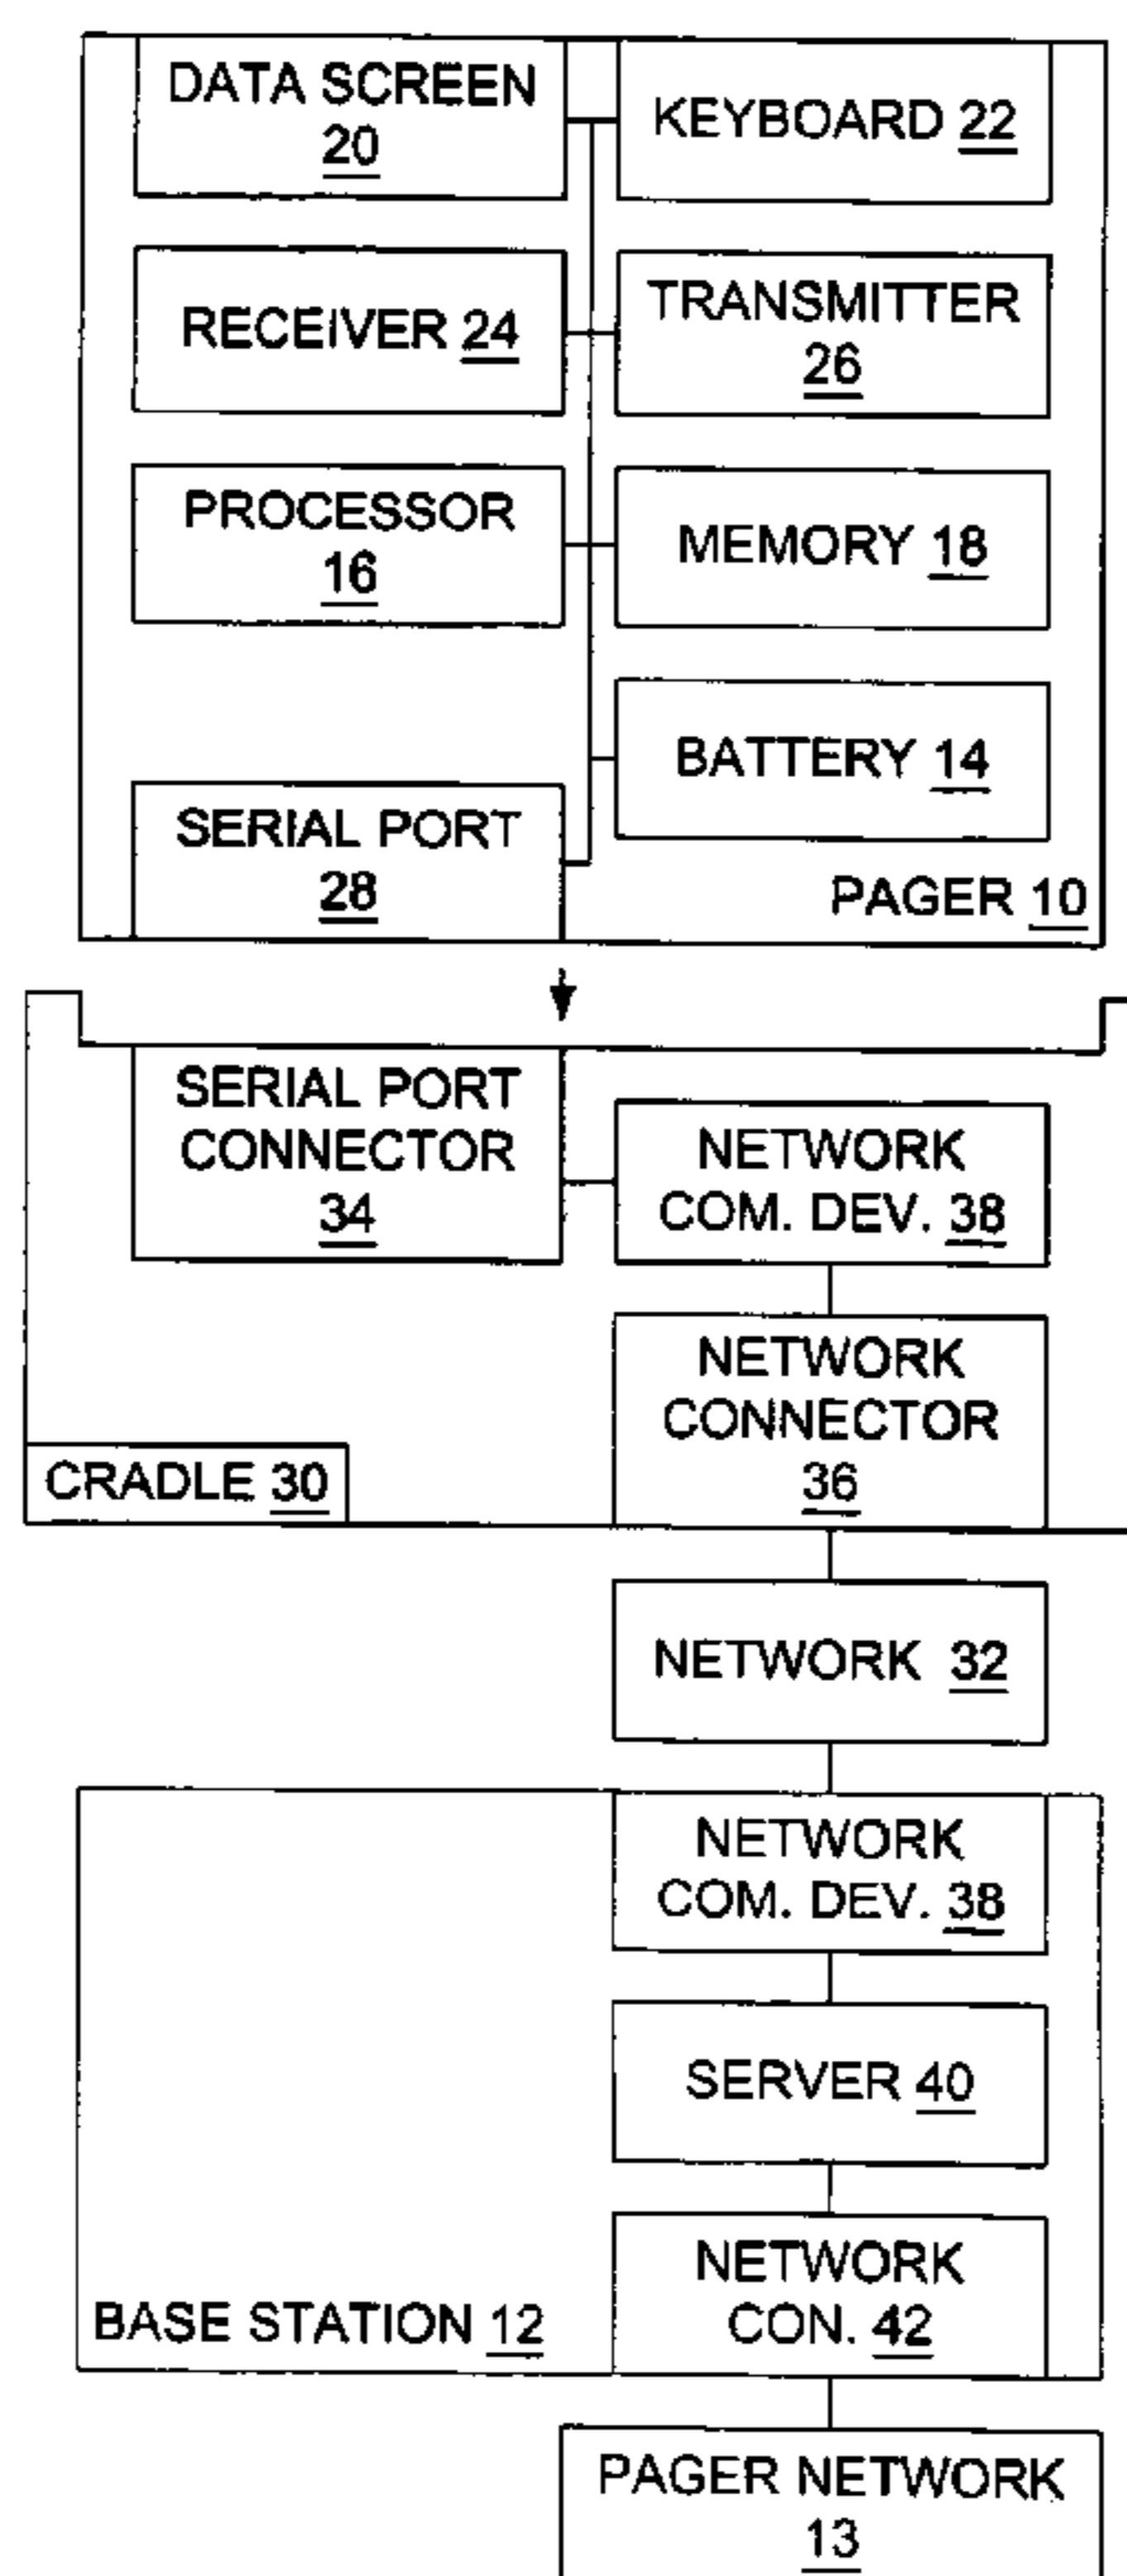 DATA SCREEN
20
KEYBOARD 22
RECEIVER 24
TRANSMITTER
26
PROCESSOR
16
MEMORY 18
BATTERY 14
SERIAL PORT
28
PAGER 10
SERIAL PORT
CONNECTOR
34
NETWORK
COM. DEV. 38
NETWORK
CONNECTOR
36
CRADLE 30
NETWORK 32
NETWORK
COM. DEV. 38
SERVER 40
NETWORK
CON. 42
BASE STATION 12
PAGER NETWORK
13